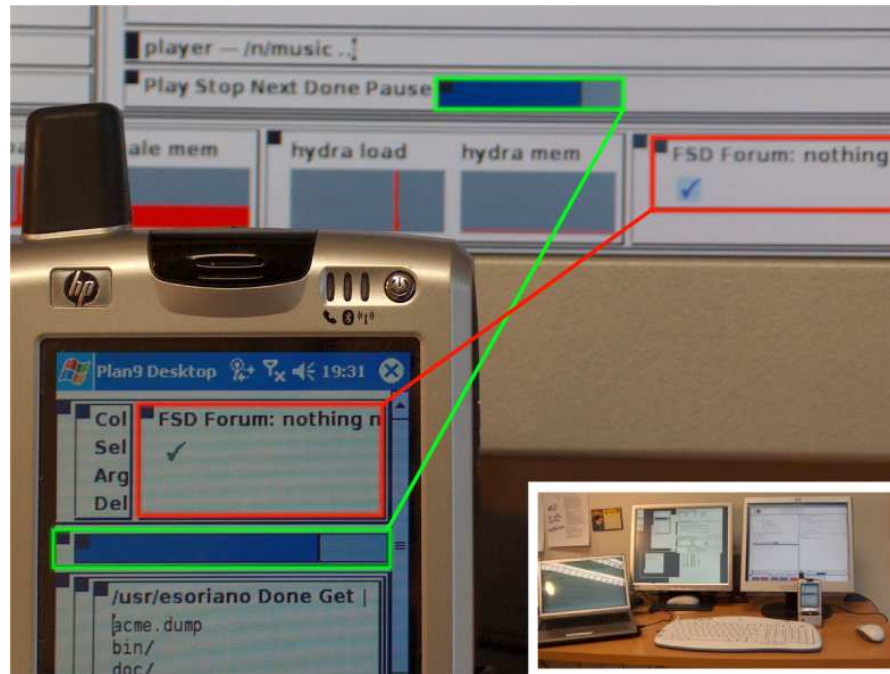 player — /n/music ..
Play Stop Next Done Pause
ale mem
hydra load
hydra mem
FSD Forum: nothing
hp
Plan9 Desktop 19:31
Col
Sel
Arg
Del
FSD Forum: nothing n
/usr/esoriano Done Get |
acme.dump
bin/
doc/